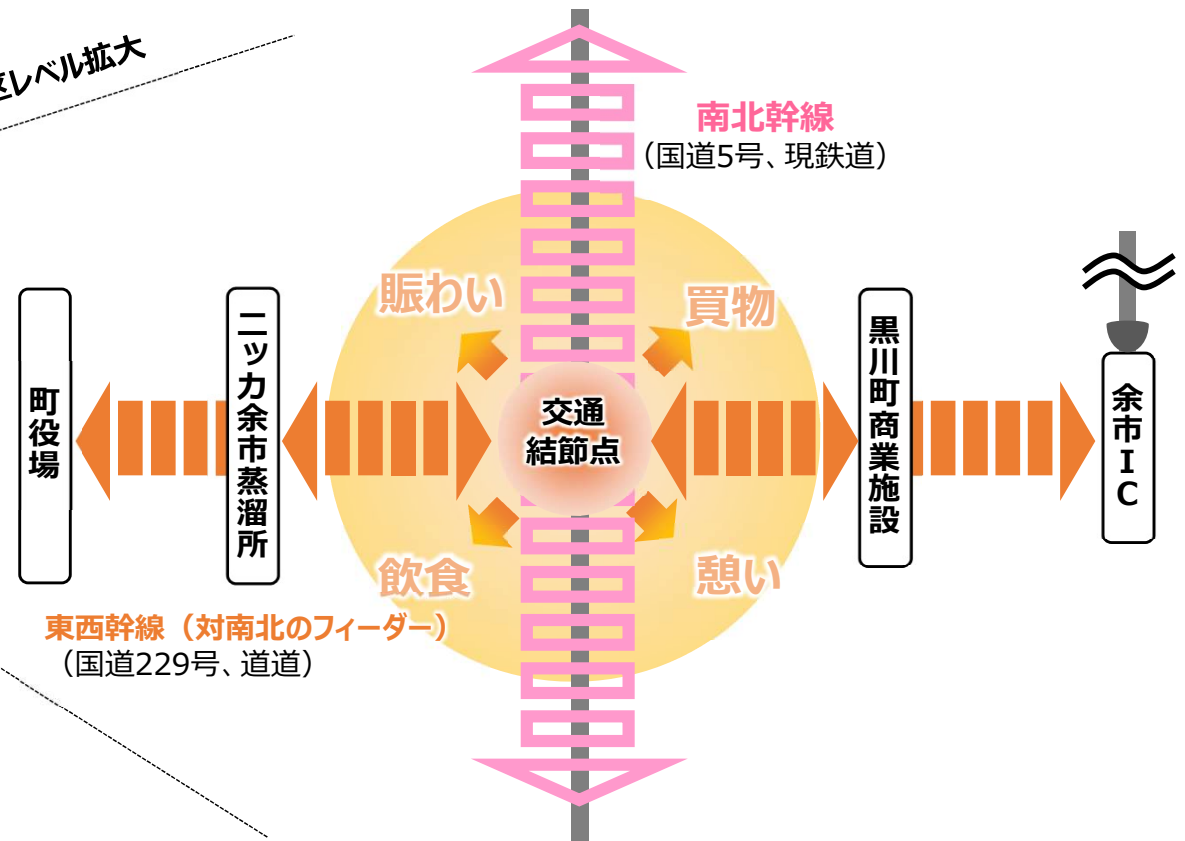 区レベル拡大
南北幹線
（国道5号、現鉄道）
賑わい
買物
町役場
ニッカ余市蒸溜所
交通
結節点
黒川町商業施設
余市IC
飲食
憩い
東西幹線（対南北のフィーダー）
（国道229号、道道）